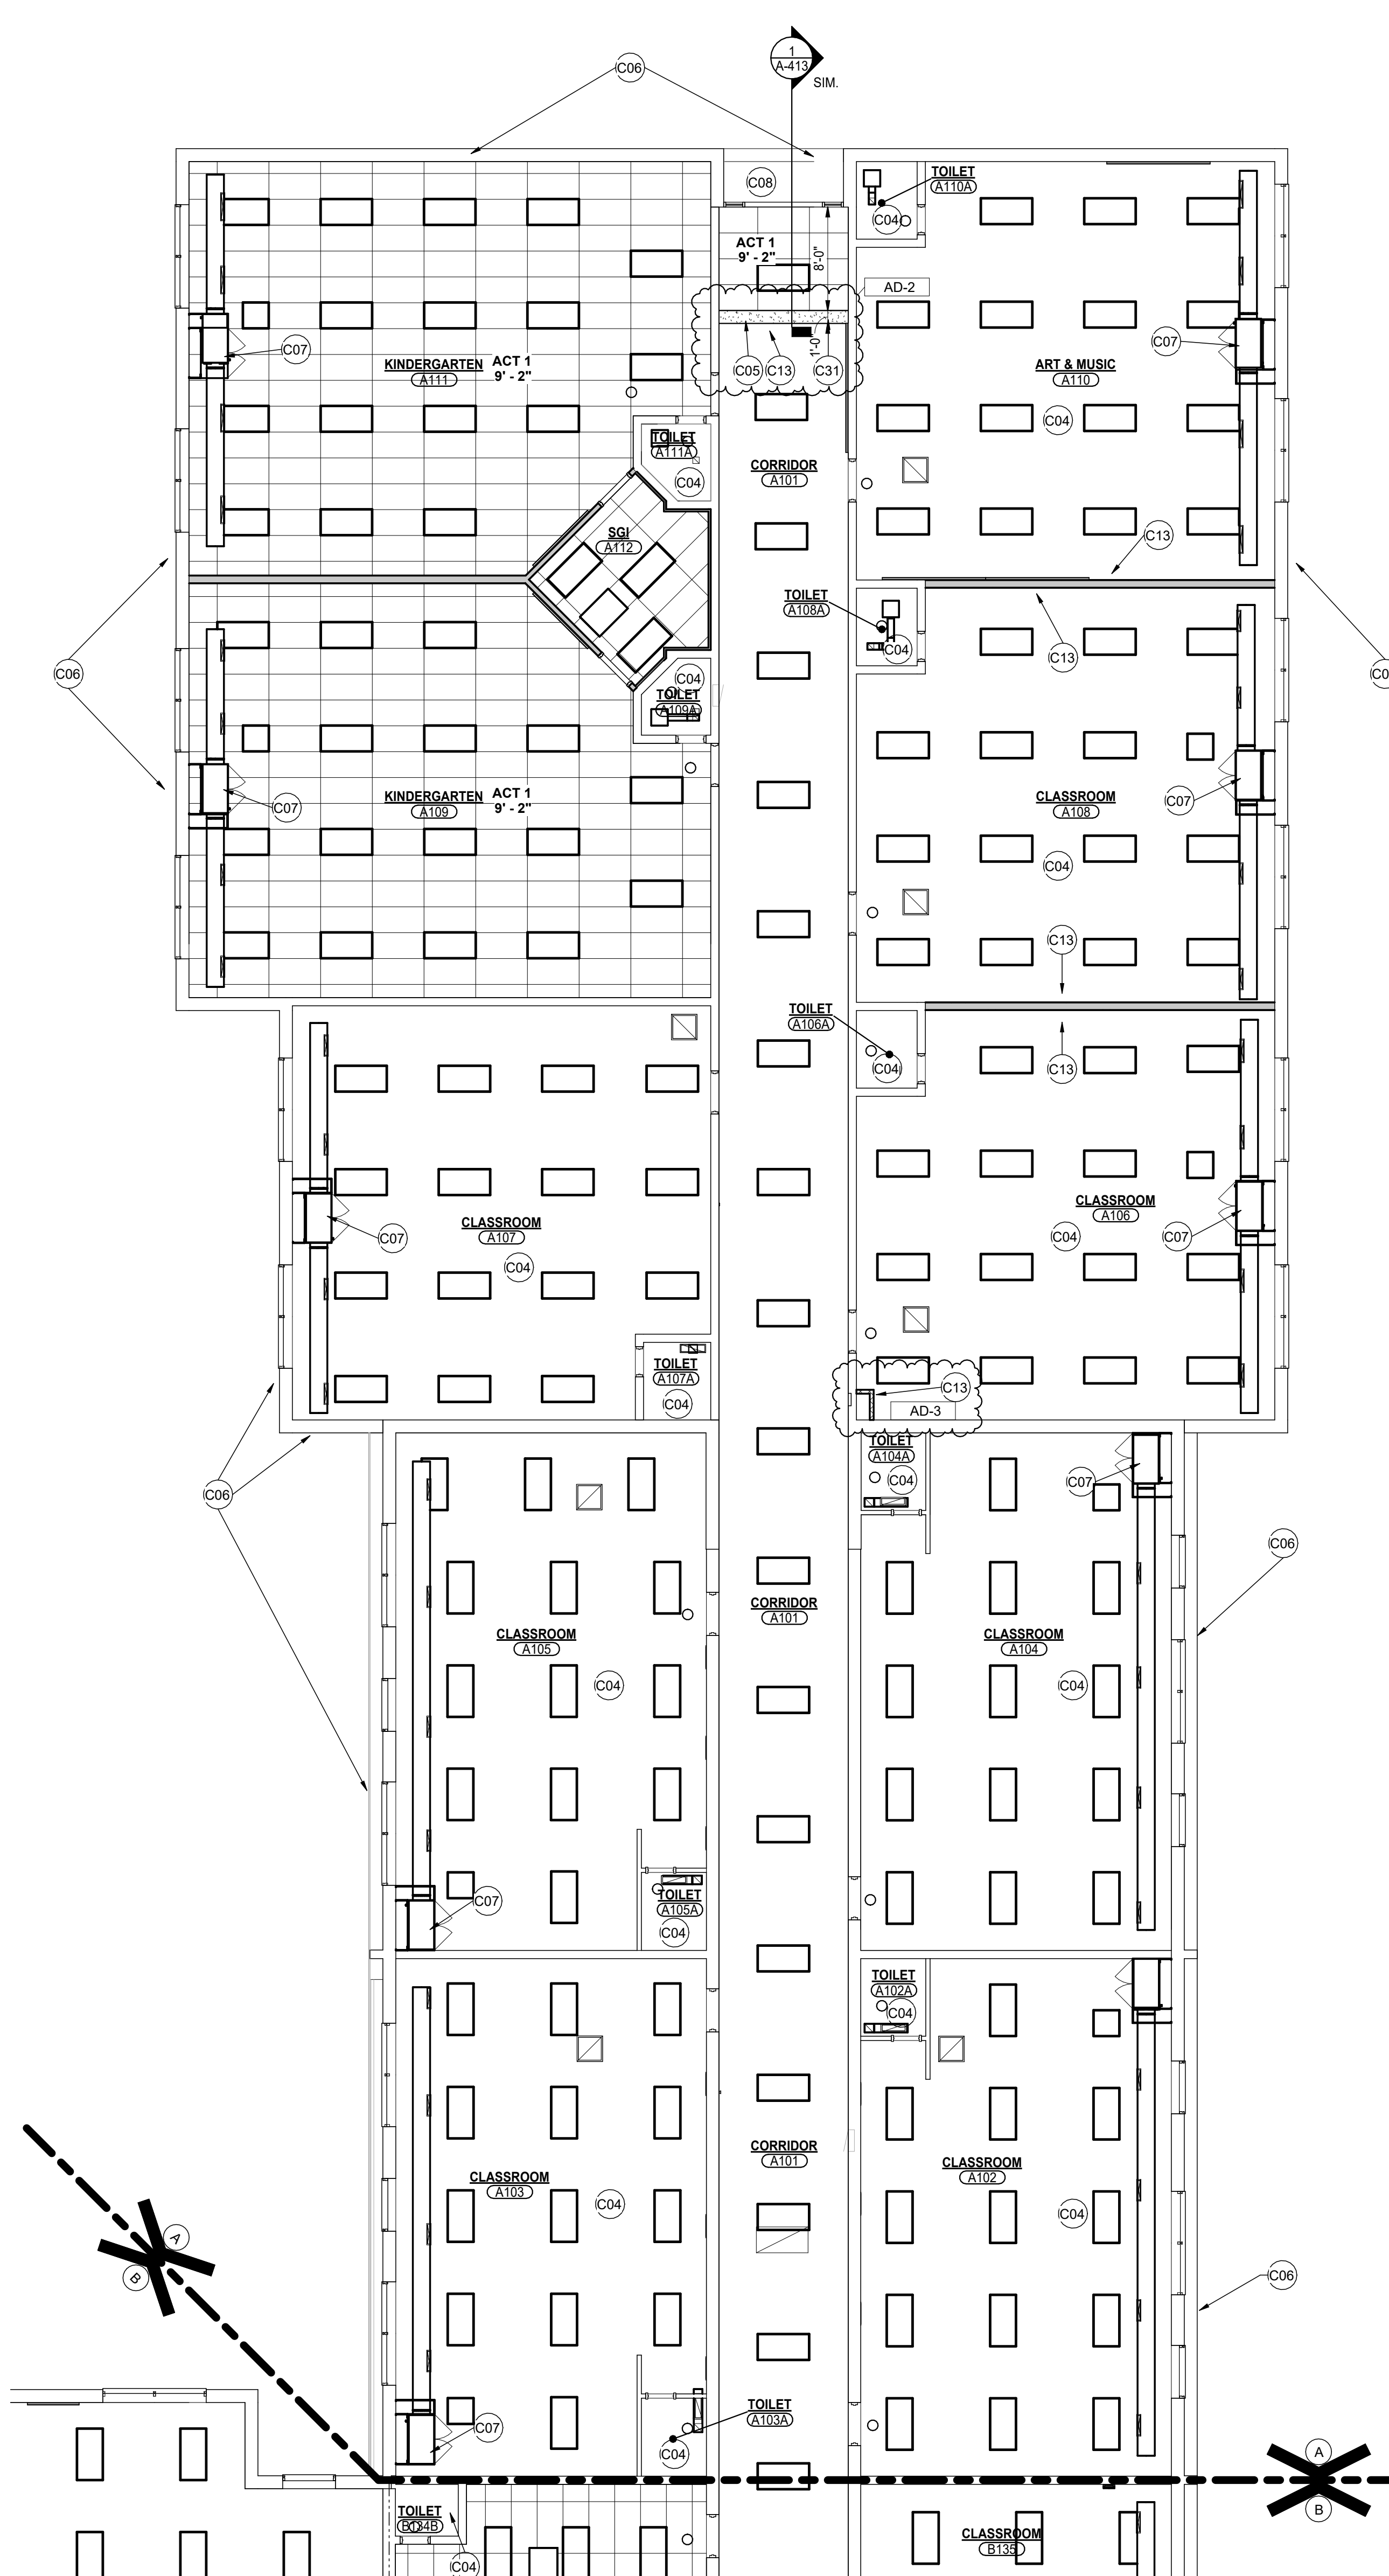 C06
1
A-413
SIM.
TOILET
A110A
C08
C04
ACT 1
9' - 2"
8'-0"
AD-2
C07
KINDERGARTEN
A111
ACT 1
9' - 2"
1'-0"
C05
C13
C31
ART & MUSIC
A110
C07
C04
TOILET
A111A
C04
CORRIDOR
A101
SGI
A112
C13
TOILET
A108A
C04
C13
C06
C04
TOILET
A109A
KINDERGARTEN
A109
ACT 1
9' - 2"
C07
CLASSROOM
A108
C07
C04
C13
TOILET
A106A
C04
C13
CLASSROOM
A107
C07
C04
CLASSROOM
A106
C04
C07
TOILET
A107A
C04
C13
AD-3
TOILET
A104A
C04
C07
C06
C06
CORRIDOR
A101
CLASSROOM
A105
C04
CLASSROOM
A104
C04
C07
TOILET
A105A
C04
TOILET
A102A
C04
CORRIDOR
A101
CLASSROOM
A103
C04
CLASSROOM
A102
C04
A
B
C06
C07
TOILET
A103A
C04
A
B
TOILET
B134B
C04
CLASSROOM
B135